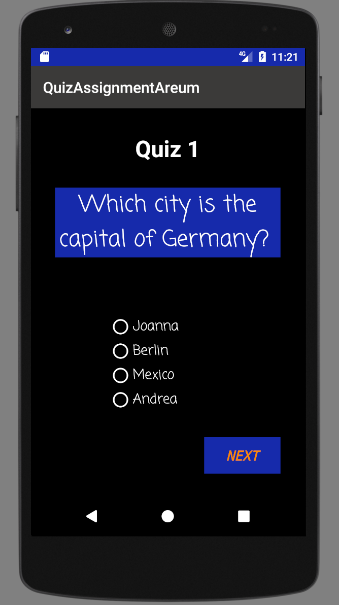 4G 11:21
QuizAssignmentAreum
Quiz 1
Which city is the
capital of Germany?
Joanna
Berlin
Mexico
Andrea
NEXT